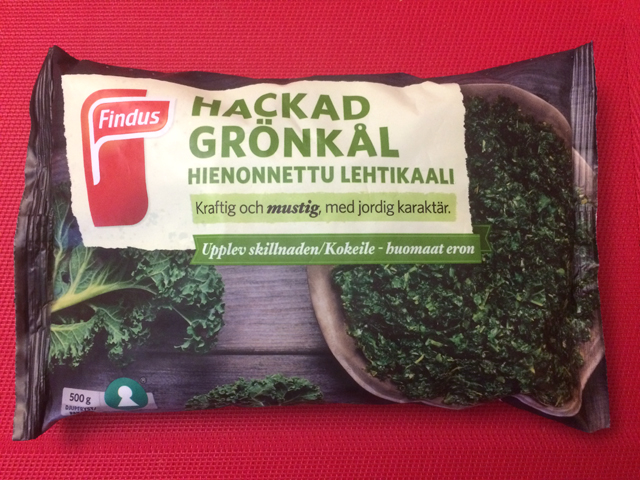 Findus
HACKAD
GRÖNKÅL
HIENONNETTU LEHTIKAALI
Kraftig och mustig, med jordig karaktär.
Upplev skillnaden/Kokeile - huomaat eron
500 g